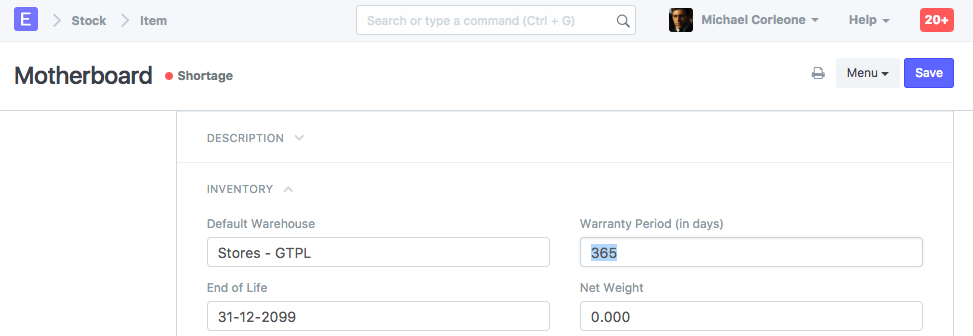 E Stock Item Search or type a command (Ctrl + G) Michael Corleone Help 20+
Motherboard Shortage Menu Save
DESCRIPTION
INVENTORY
Default Warehouse Warranty Period (in days)
Stores - GTPL 365
End of Life Net Weight
31-12-2099 0.000